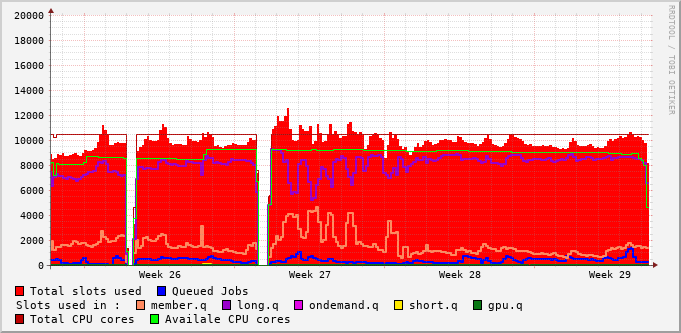 RRDTOOL / TOBI OETIKER
20000
18000
16000
14000
12000
10000
8000
6000
4000
2000
0
Week 26 Week 27 Week 28 Week 29
Total slots used Queued Jobs
Slots used in : member.q long.q ondemand.q short.q gpu.q
Total CPU cores Availale CPU cores